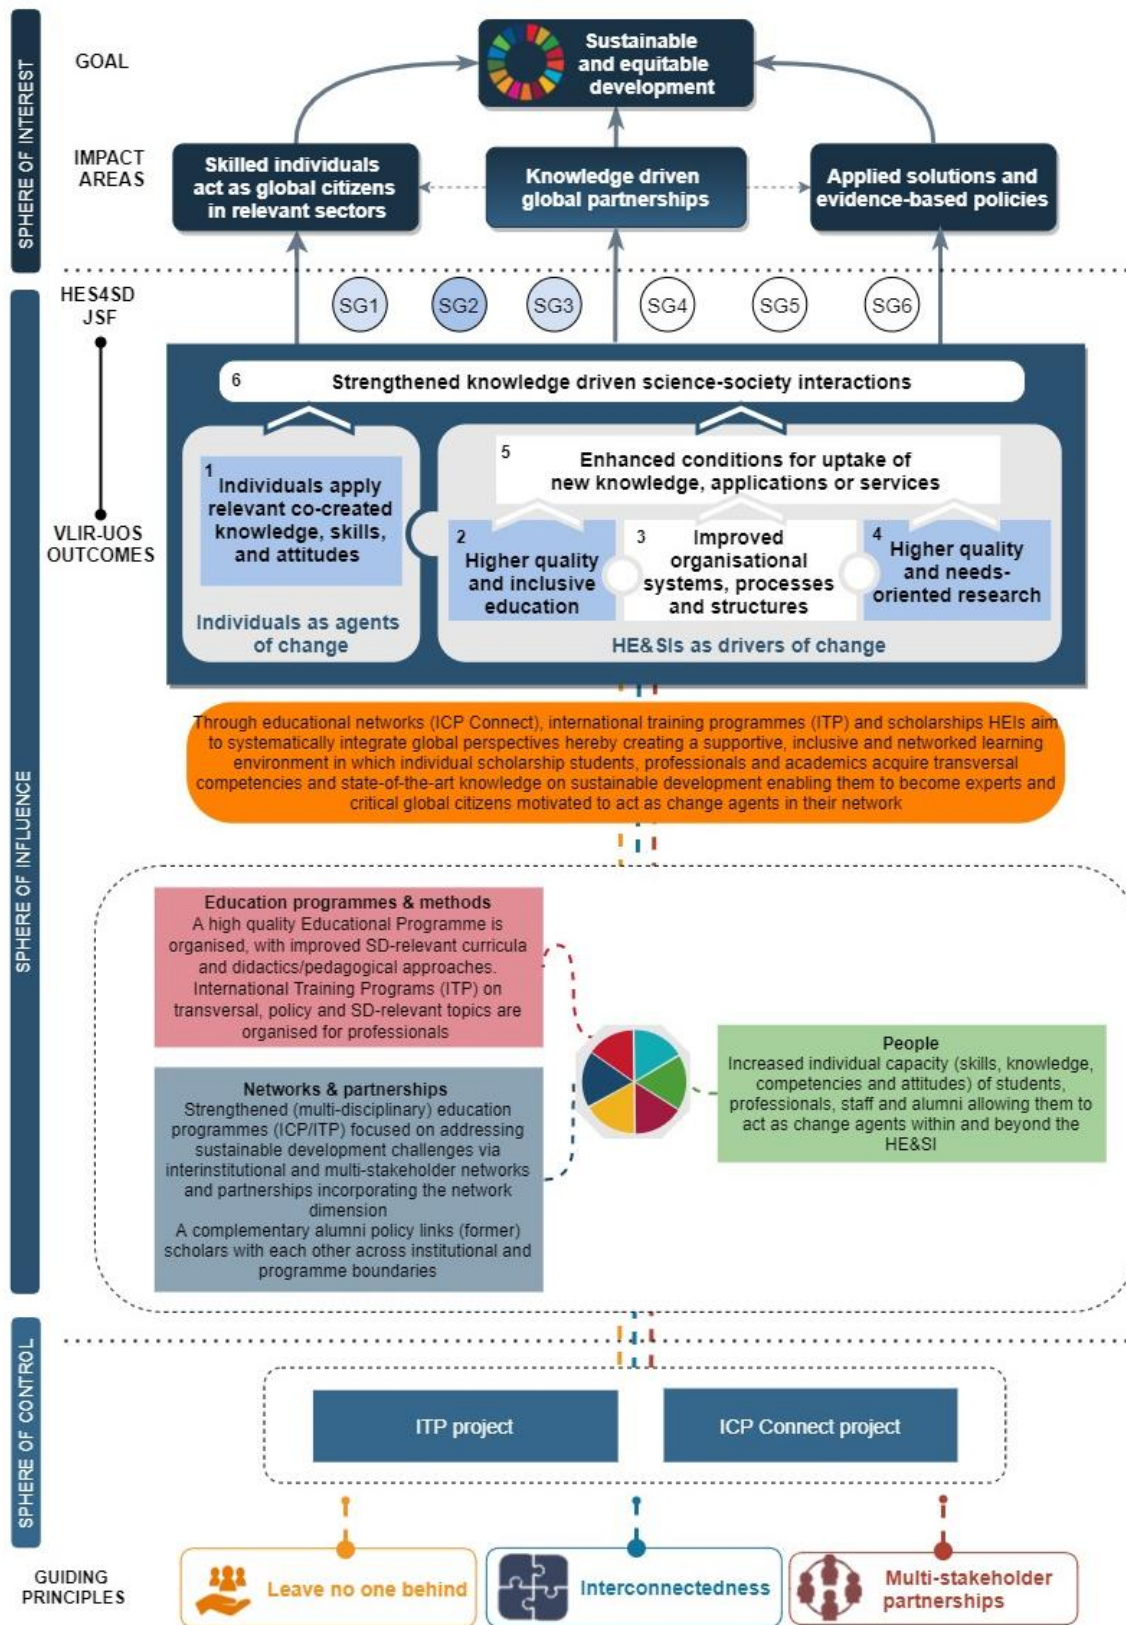 SPHERE OF INTEREST
GOAL
Sustainable
and equitable
development
IMPACT
AREAS
Skilled individuals
act as global citizens
in relevant sectors
Knowledge driven
global partnerships
Applied solutions and
evidence-based policies
SPHERE OF INFLUENCE
HES4SD
JSF
SG1
SG2
SG3
SG4
SG5
SG6
VLIR-UOS
OUTCOMES
6
Strengthened knowledge driven science-society interactions
1
Individuals apply
relevant co-created
knowledge, skills,
and attitudes
Individuals as agents
of change
5
Enhanced conditions for uptake of
new knowledge, applications or services
2
Higher quality
and inclusive
education
3
Improved
organisational
systems, processes
and structures
4
Higher quality
and needs-
oriented research
HE&SIs as drivers of change
Through educational networks (ICP Connect), international training programmes (ITP) and scholarships HEIs aim
to systematically integrate global perspectives hereby creating a supportive, inclusive and networked learning
environment in which individual scholarship students, professionals and academics acquire transversal
competencies and state-of-the-art knowledge on sustainable development enabling them to become experts and
critical global citizens motivated to act as change agents in their network
Education programmes & methods
A high quality Educational Programme is
organised, with improved SD-relevant curricula
and didactics/pedagogical approaches.
International Training Programs (ITP) on
transversal, policy and SD-relevant topics are
organised for professionals
Networks & partnerships
Strengthened (multi-disciplinary) education
programmes (ICP/ITP) focused on addressing
sustainable development challenges via
interinstitutional and multi-stakeholder networks
and partnerships incorporating the network
dimension
A complementary alumni policy links (former)
scholars with each other across institutional and
programme boundaries
People
Increased individual capacity (skills, knowledge,
competencies and attitudes) of students,
professionals, staff and alumni allowing them to
act as change agents within and beyond the
HE&SI
SPHERE OF CONTROL
ITP project
ICP Connect project
GUIDING
PRINCIPLES
Leave no one behind
Interconnectedness
Multi-stakeholder
partnerships